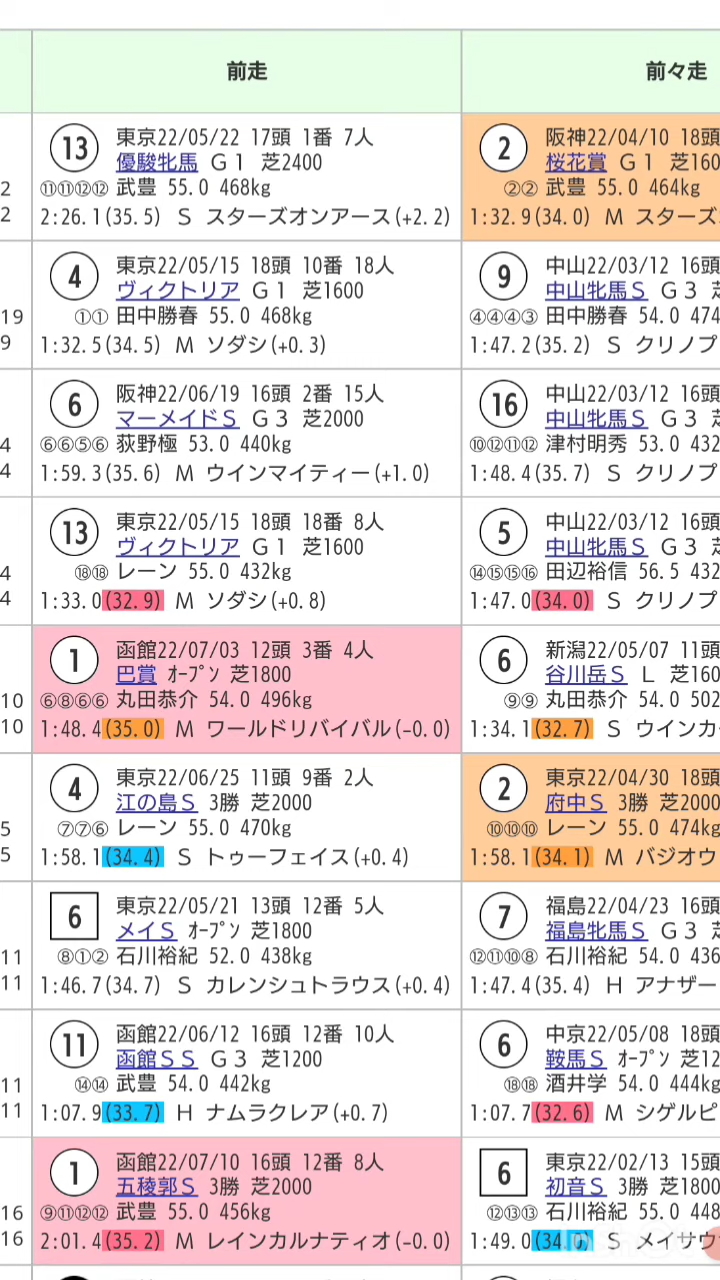 前走
前々走
13
東京22/05/22 17頭 1番 7人
優駿牝馬 G1 芝2400
2
⑪⑪⑫⑫ 武豊 55.0 468kg
2
2:26.1(35.5) S スターズオンアース(+2.2)
2
阪神22/04/10 18頭
桜花賞 G1 芝160
②② 武豊 55.0 464kg
1:32.9(34.0) M スターズ
4
東京22/05/15 18頭 10番 18人
ヴィクトリア G1 芝1600
19
①① 田中勝春 55.0 468kg
9
1:32.5(34.5) M ソダシ(+0.3)
9
中山22/03/12 16頭
中山牝馬S G3 芝
④④④③ 田中勝春 54.0 474
1:47.2(35.2) S クリノプ
6
阪神22/06/19 16頭 2番 15人
マーメイドS G3 芝2000
4
⑥⑥⑤⑥ 荻野極 53.0 440kg
4
1:59.3(35.6) M ウインマイティー(+1.0)
16
中山22/03/12 16頭
中山牝馬S G3 芝
⑩⑫⑪⑫ 津村明秀 53.0 432
1:48.4(35.7) S クリノプ
13
東京22/05/15 18頭 18番 8人
ヴィクトリア G1 芝1600
4
⑱⑱ レーン 55.0 432kg
4
1:33.0(32.9) M ソダシ(+0.8)
5
中山22/03/12 16頭
中山牝馬S G3 芝
⑭⑮⑮⑯ 田辺裕信 56.5 432
1:47.0(34.0) S クリノプ
1
函館22/07/03 12頭 3番 4人
巴賞 オープン 芝1800
10
⑥⑧⑥⑥ 丸田恭介 54.0 496kg
10
1:48.4(35.0) M ワールドリバイバル(-0.0)
6
新潟22/05/07 11頭
谷川岳S L 芝160
⑨⑨ 丸田恭介 54.0 502
1:34.1(32.7) S ウインカ
4
東京22/06/25 11頭 9番 2人
江の島S 3勝 芝2000
5
⑦⑦⑥ レーン 55.0 470kg
5
1:58.1(34.4) S トゥーフェイス(+0.4)
2
東京22/04/30 18頭
府中S 3勝 芝2000
⑩⑩⑩ レーン 55.0 474kg
1:58.1(34.1) M バジオウ
6
東京22/05/21 13頭 12番 5人
メイS オープン 芝1800
11
⑧①② 石川裕紀 52.0 438kg
11
1:46.7(34.7) S カレンシュトラウス(+0.4)
7
福島22/04/23 16頭
福島牝馬S G3 芝
⑫⑪⑩⑧ 石川裕紀 54.0 436
1:47.4(35.4) H アナザー
11
函館22/06/12 16頭 12番 10人
函館SS G3 芝1200
11
⑭⑭ 武豊 54.0 442kg
11
1:07.9(33.7) H ナムラクレア(+0.7)
6
中京22/05/08 18頭
鞍馬S オープン 芝12
⑱⑱ 酒井学 54.0 444kg
1:07.7(32.6) M シゲルピ
1
函館22/07/10 16頭 12番 8人
五稜郭S 3勝 芝2000
16
⑨⑪⑫⑫ 武豊 55.0 456kg
16
2:01.4(35.2) M レインカルナティオ(-0.0)
6
東京22/02/13 15頭
初音S 3勝 芝1800
⑫⑬⑬ 石川裕紀 55.0 448
1:49.0(34.0) S メイサウ